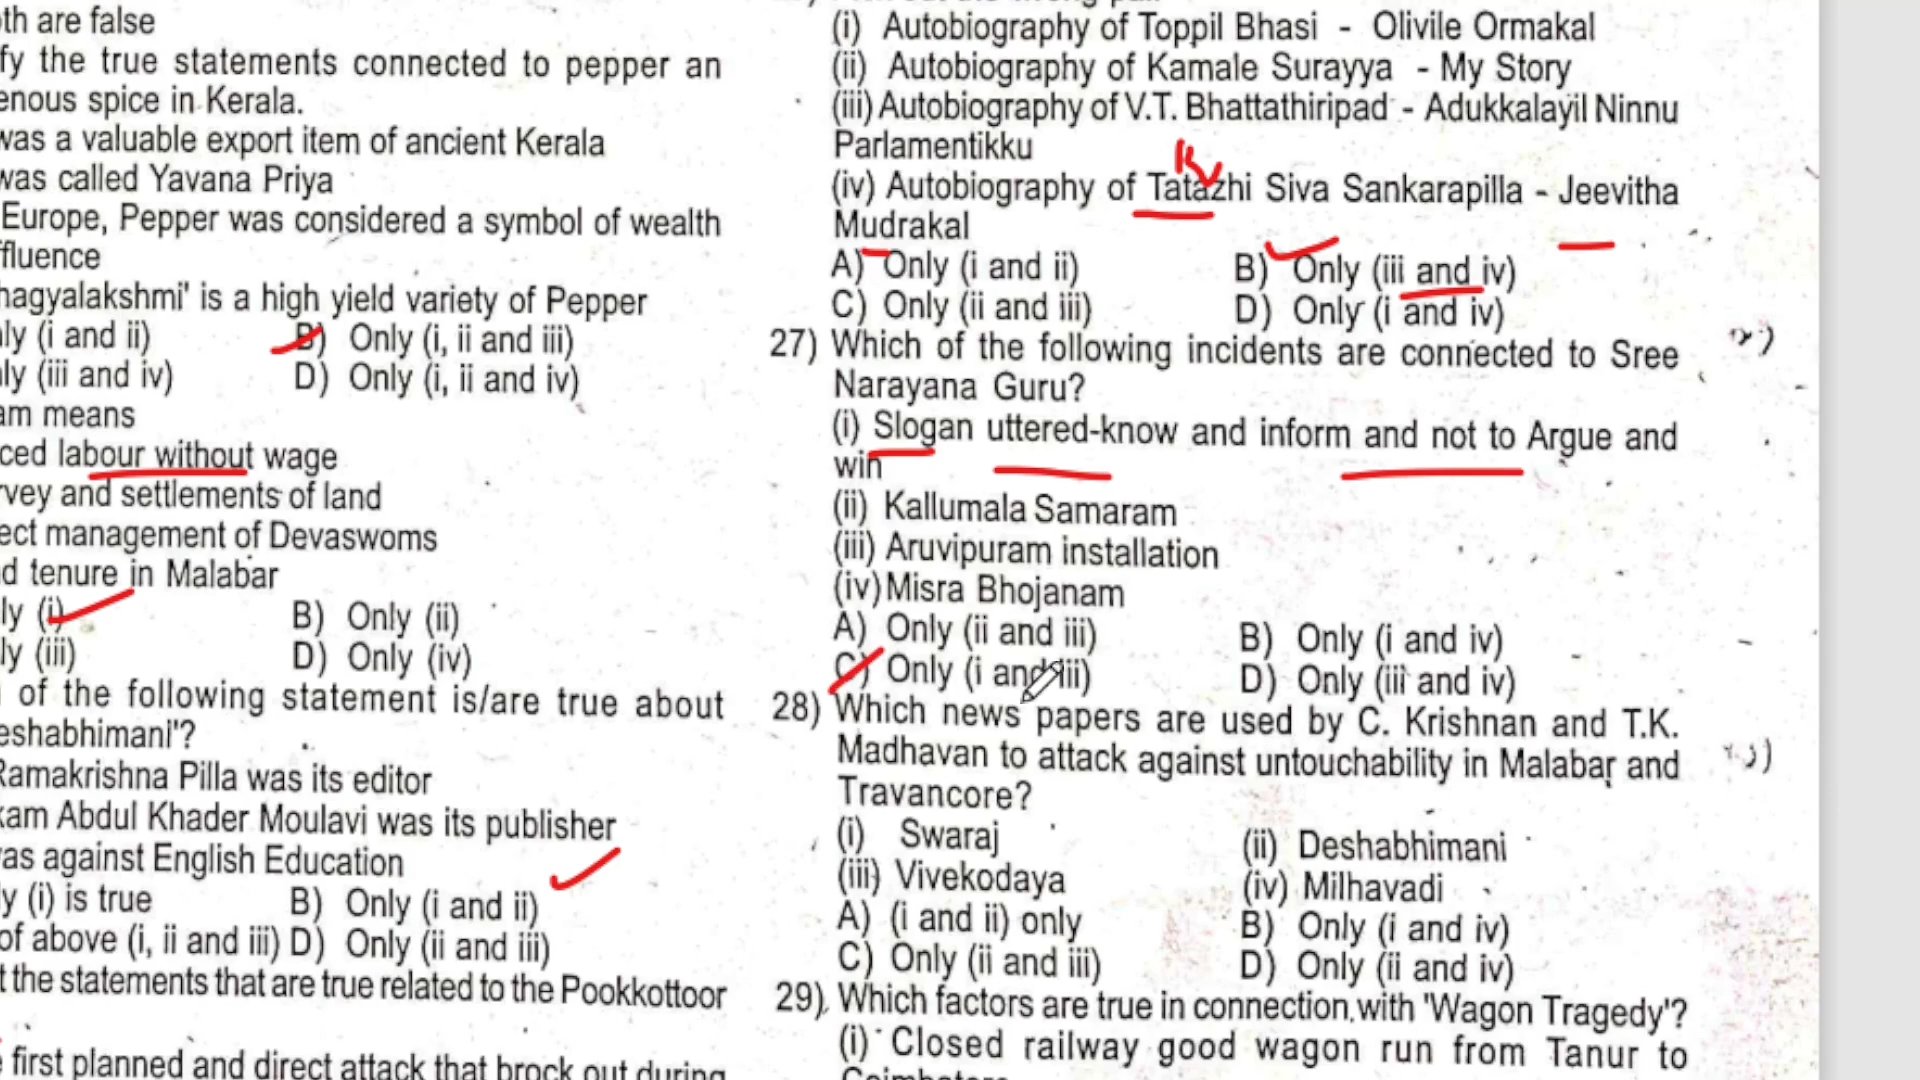 th are false
fy the true statements connected to pepper an
enous spice in Kerala.
was a valuable export item of ancient Kerala
was called Yavana Priya
Europe, Pepper was considered a symbol of wealth
ffluence
hagyalakshmi' is a high yield variety of Pepper
ly (i and ii) B) Only (i, ii and iii)
ly (iii and iv) D) Only (i, ii and iv)
am means
ced labour without wage
rvey and settlements of land
ect management of Devaswoms
d tenure in Malabar
ly (i) B) Only (ii)
ly (iii) D) Only (iv)
of the following statement is/are true about
eshabhimani'?
Ramakrishna Pilla was its editor
kam Abdul Khader Moulavi was its publisher
as against English Education
y (i) is true B) Only (i and ii)
of above (i, ii and iii) D) Only (ii and iii)
t the statements that are true related to the Pookkottoor
first planned and direct attack that brock out during
(i) Autobiography of Toppil Bhasi - Olivile Ormakal
(ii) Autobiography of Kamale Surayya - My Story
(iii) Autobiography of V.T. Bhattathiripad - Adukkalayil Ninnu
Parlamentikku
(iv) Autobiography of Tatazhi Siva Sankarapilla - Jeevitha
Mudrakal
A) Only (i and ii) B) Only (iii and iv)
C) Only (ii and iii) D) Only (i and iv)
27) Which of the following incidents are connected to Sree
Narayana Guru?
(i) Slogan uttered-know and inform and not to Argue and
win
(ii) Kallumala Samaram
(iii) Aruvipuram installation
(iv) Misra Bhojanam
A) Only (ii and iii) B) Only (i and iv)
C) Only (i and iii) D) Only (iii and iv)
28) Which news papers are used by C. Krishnan and T.K.
Madhavan to attack against untouchability in Malabar and
Travancore?
(i) Swaraj (ii) Deshabhimani
(iii) Vivekodaya (iv) Milhavadi
A) (i and ii) only B) Only (i and iv)
C) Only (ii and iii) D) Only (ii and iv)
29) Which factors are true in connection with 'Wagon Tragedy'?
(i) Closed railway good wagon run from Tanur to